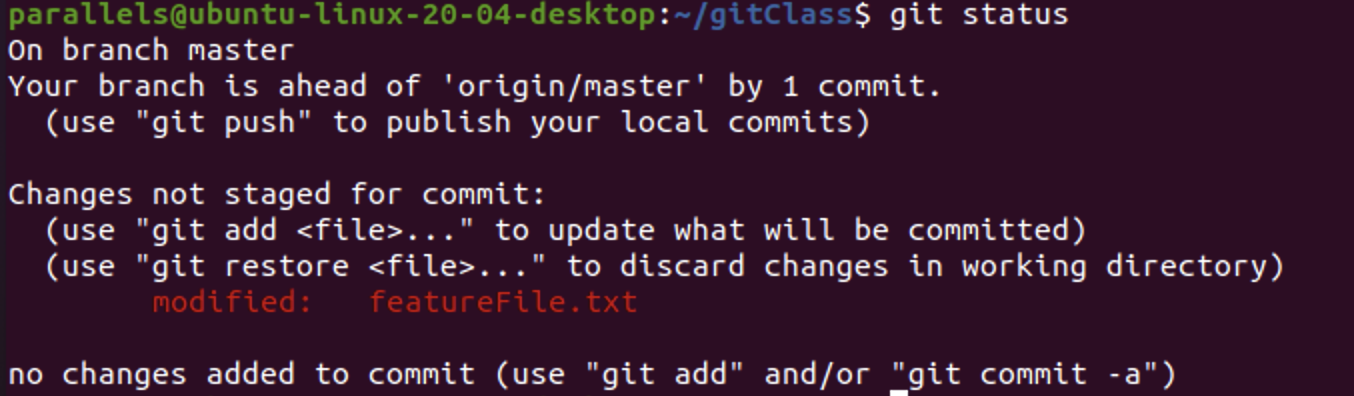 parallels@ubuntu-linux-20-04-desktop:~/gitClass$ git status
On branch master
Your branch is ahead of 'origin/master' by 1 commit.
  (use "git push" to publish your local commits)

Changes not staged for commit:
  (use "git add <file>..." to update what will be committed)
  (use "git restore <file>..." to discard changes in working directory)
        modified:   featureFile.txt

no changes added to commit (use "git add" and/or "git commit -a")